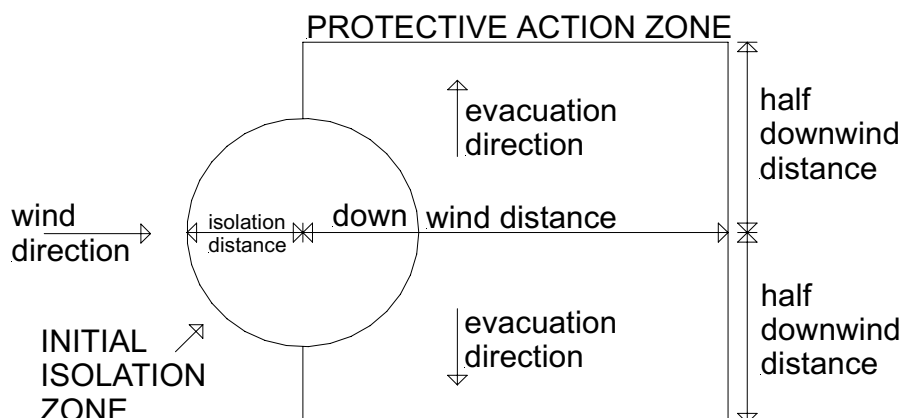 PROTECTIVE ACTION ZONE
evacuation
direction
half
downwind
distance
wind
direction
isolation
distance
down wind distance
evacuation
direction
half
downwind
distance
INITIAL
ISOLATION
ZONE